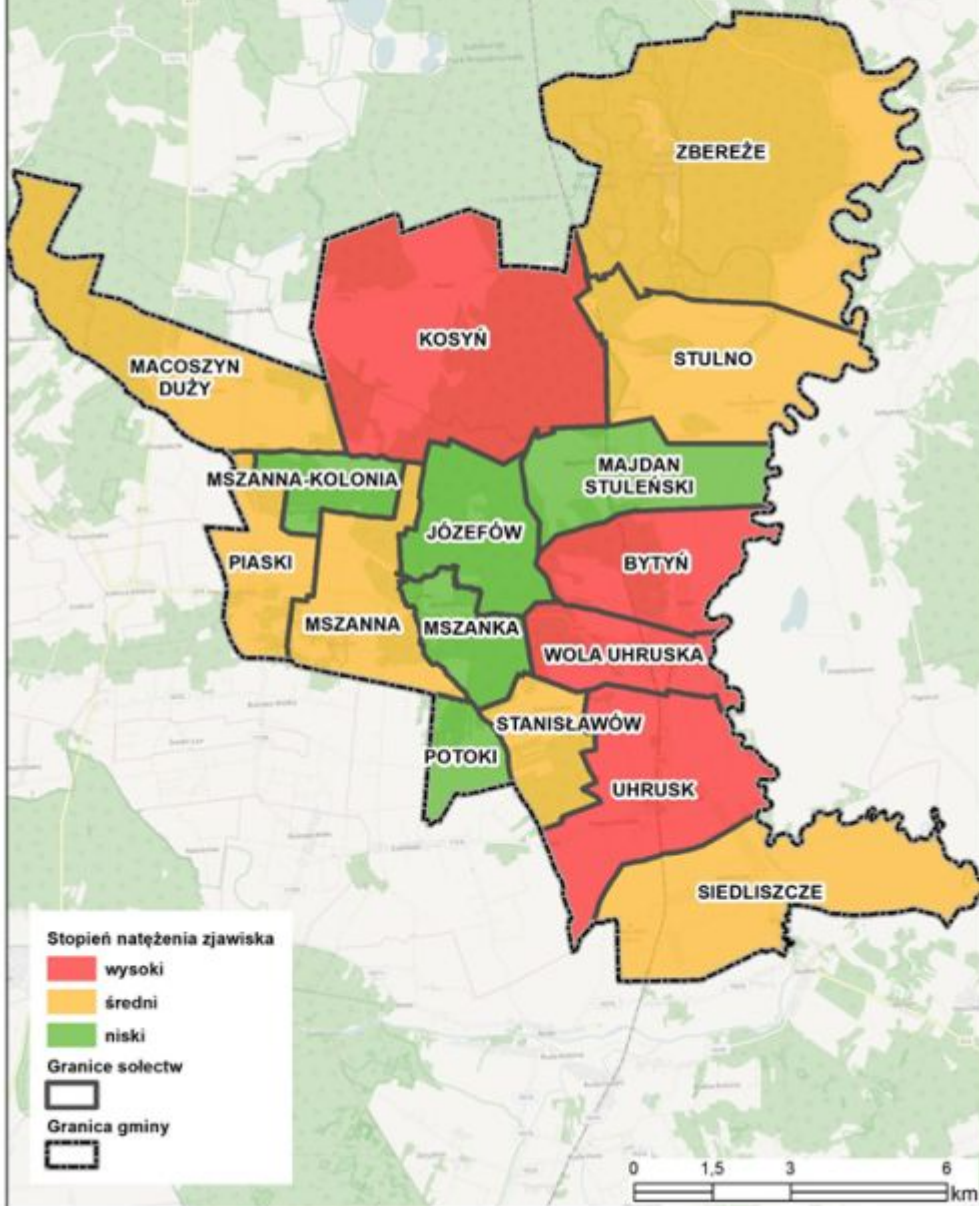 ZBEREŻE
KOSYŃ
STULNO
MACOSZYN
DUŻY
MSZANNA-KOLONIA
MAJDAN
STULEŃSKI
JÓZEFÓW
PIASKI
BYTYŃ
MSZANNA
MSZANKA
WOLA UHRUSKA
STANISŁAWÓW
POTOKI
UHRUSK
SIEDLISZCZE
Stopień natężenia zjawiska
wysoki
średni
niski
Granice sołectw
Granica gminy
0 1,5 3 6
km